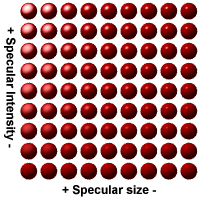 + Specular Intensity -
+ Specular size -